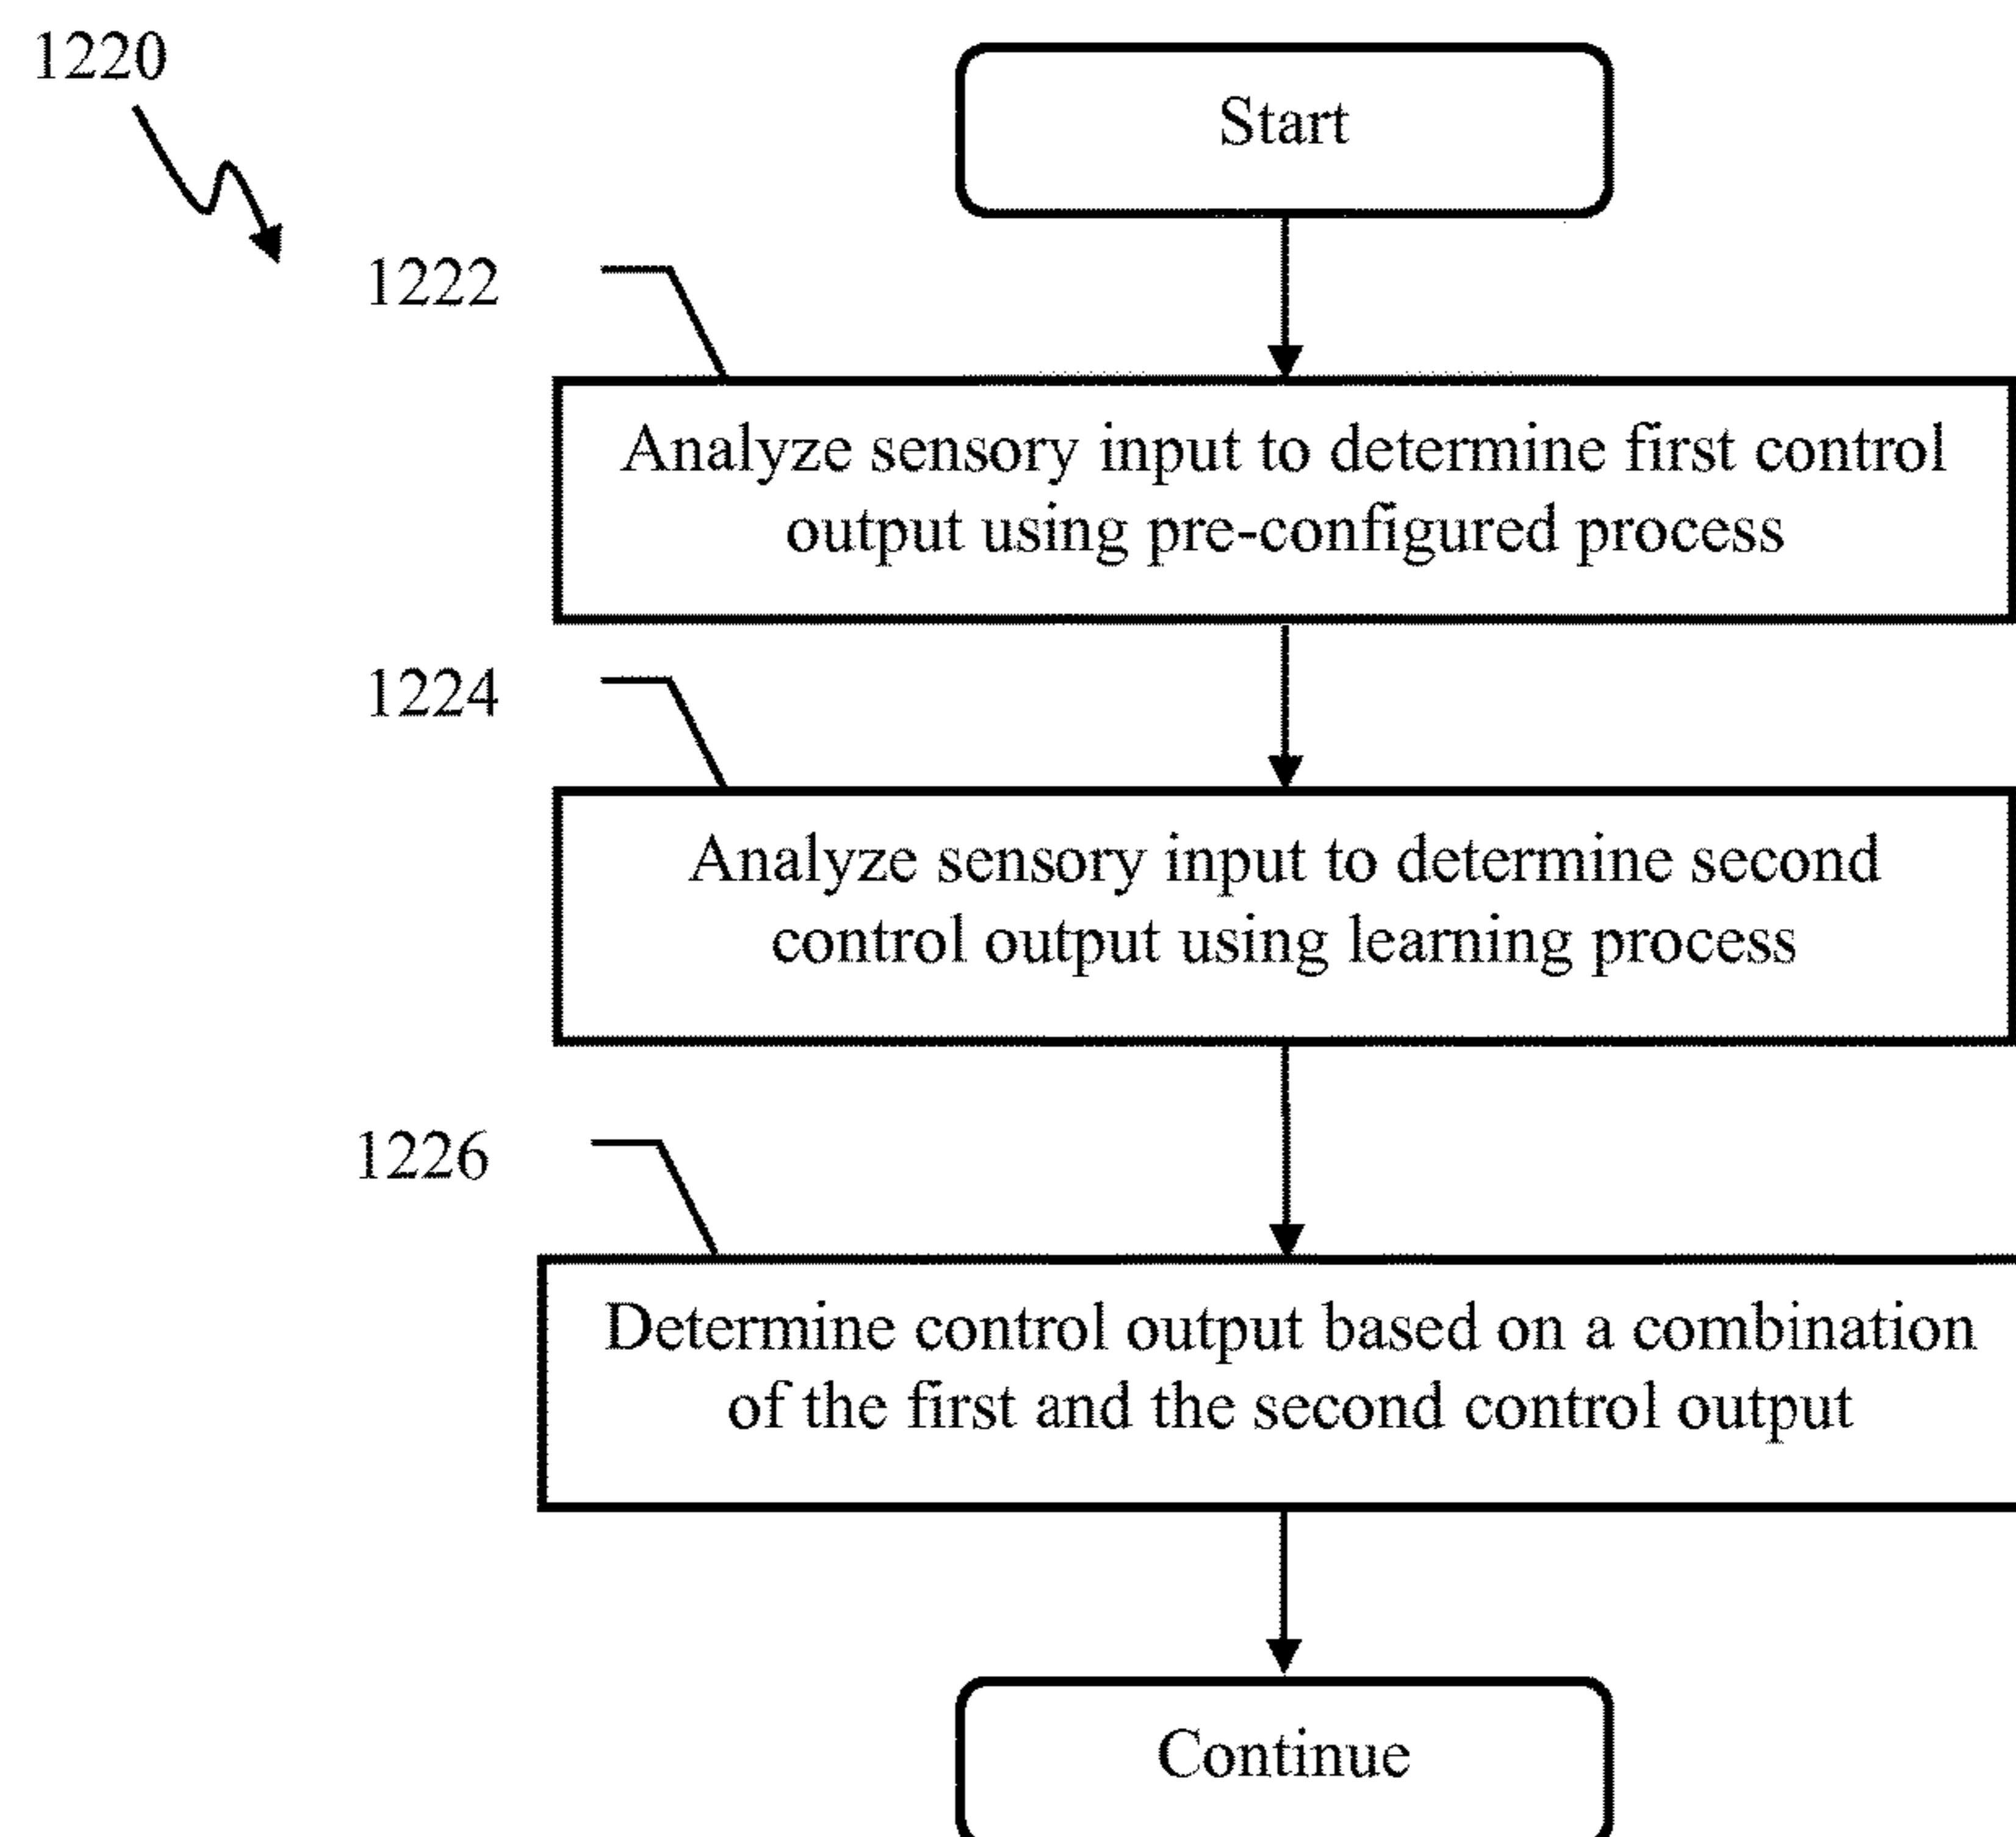 1220
Start
1222
Analyze sensory input to determine first control
output using pre-configured process
1224
Analyze sensory input to determine second
control output using learning process
1226
Determine control output based on a combination
of the first and the second control output
Continue